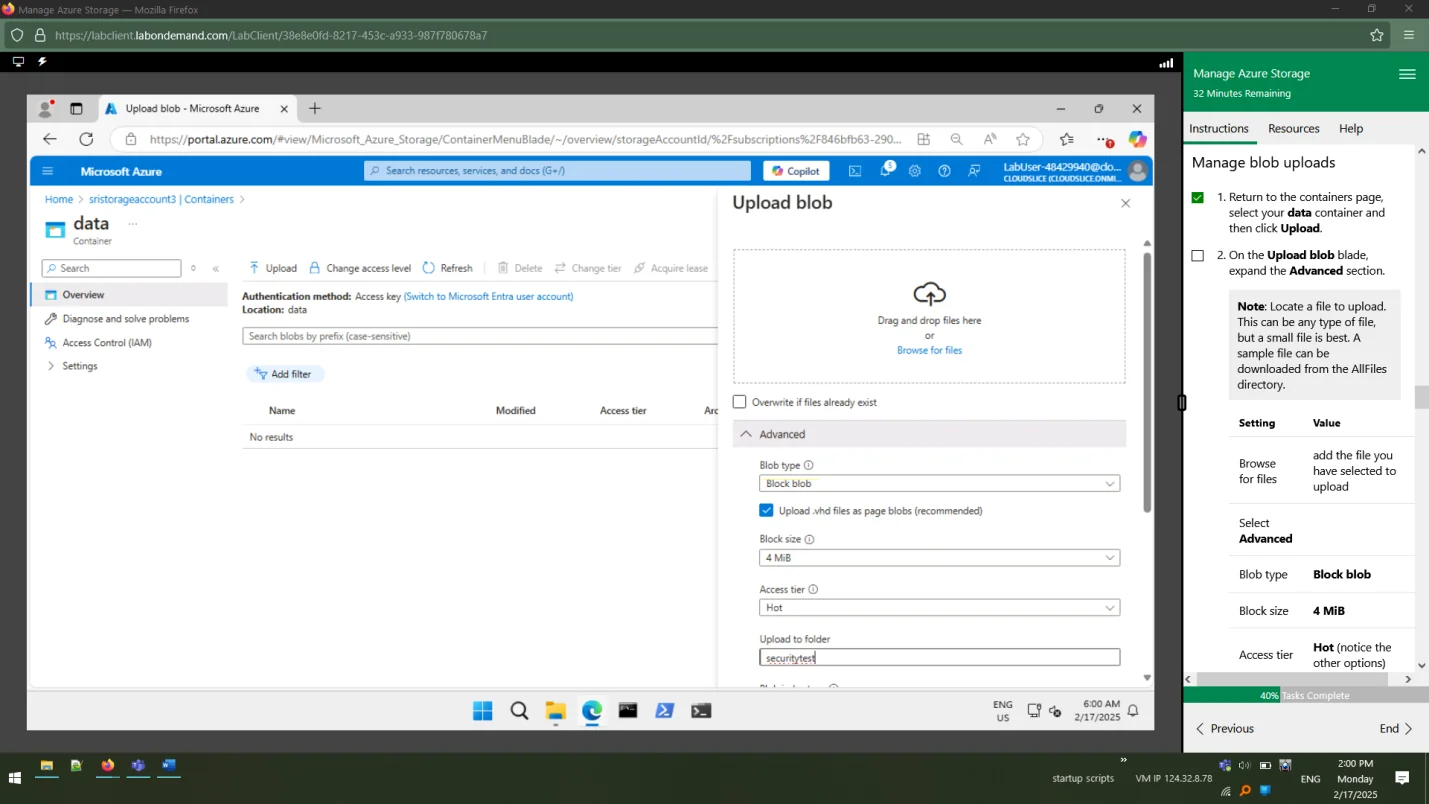 Manage Azure Storage — Mozilla Firefox
https://labclient.labondemand.com/LabClient/38e8e0fd-8217-453c-a933-987f780678a7
Upload blob - Microsoft Azure
https://portal.azure.com/#view/Microsoft_Azure_Storage/ContainerMenuBlade/~/overview/storageAccountId/%2Fsubscriptions%2F846bfb63-290...
Microsoft Azure
Search resources, services, and docs (G+/)
Copilot
5
LabUser-48429940@clo...
CLOUDSLICE (CLOUDSLICE.ONMI...
Home > sristorageaccount3 | Containers >
data ...
Container
Search
Overview
Diagnose and solve problems
Access Control (IAM)
Settings
Upload
Change access level
Refresh
Delete
Change tier
Acquire lease
Authentication method: Access key (Switch to Microsoft Entra user account)
Location: data
Search blobs by prefix (case-sensitive)
Add filter
Name
Modified
Access tier
Arc
No results
Upload blob
Drag and drop files here
or
Browse for files
Overwrite if files already exist
Advanced
Blob type
Block blob
Upload .vhd files as page blobs (recommended)
Block size
4 MiB
Access tier
Hot
Upload to folder
securitytest
ENG
US
6:00 AM
2/17/2025
Manage Azure Storage
32 Minutes Remaining
Instructions
Resources
Help
Manage blob uploads
1. Return to the containers page,
select your data container and
then click Upload.
2. On the Upload blob blade,
expand the Advanced section.
Note: Locate a file to upload.
This can be any type of file,
but a small file is best. A
sample file can be
downloaded from the AllFiles
directory.
Setting Value
Browse for files
add the file you
have selected to
upload
Select
Advanced
Blob type Block blob
Block size 4 MiB
Access tier Hot (notice the
other options)
40% Tasks Complete
Previous
End
startup scripts
VM IP 124.32.8.78
ENG
2:00 PM
Monday
2/17/2025